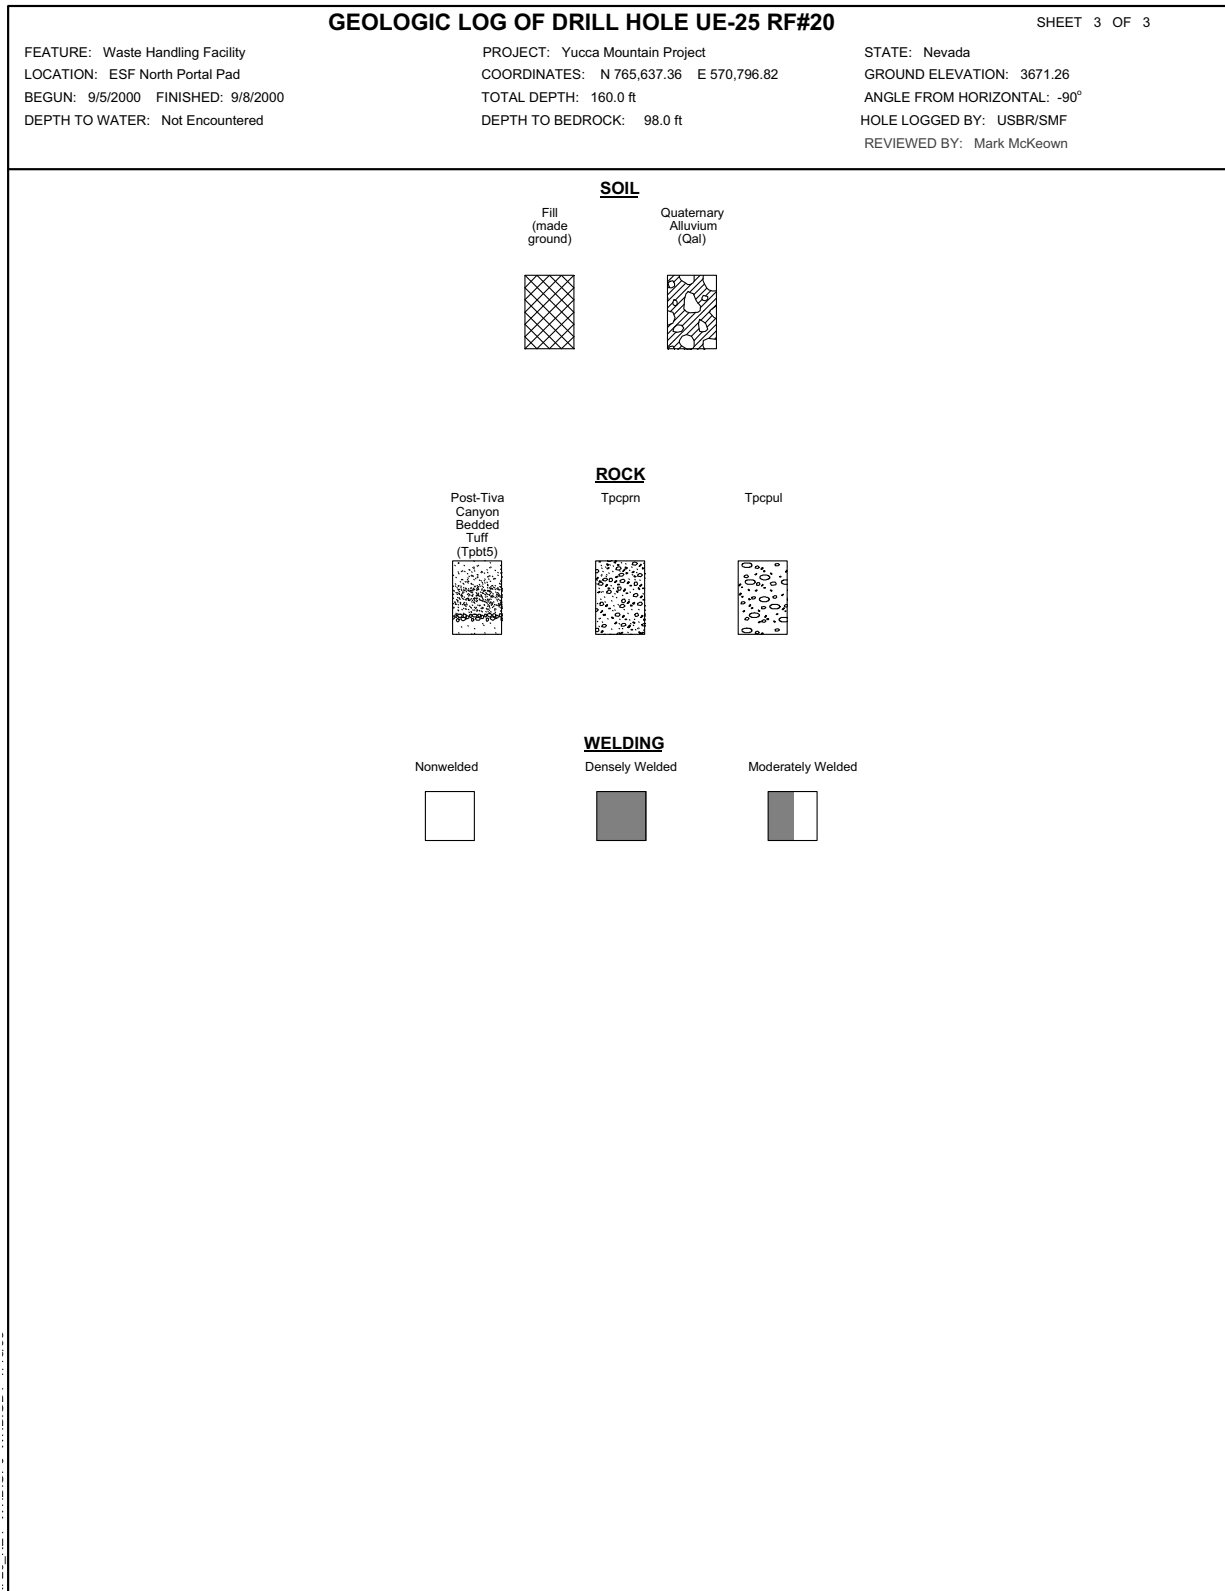 GEOLOGIC LOG OF DRILL HOLE UE-25 RF#20
SHEET 3 OF 3
FEATURE: Waste Handling Facility
PROJECT: Yucca Mountain Project
STATE: Nevada
LOCATION: ESF North Portal Pad
COORDINATES: N 765,637.36 E 570,796.82
GROUND ELEVATION: 3671.26
BEGUN: 9/5/2000 FINISHED: 9/8/2000
TOTAL DEPTH: 160.0 ft
ANGLE FROM HORIZONTAL: -90°
DEPTH TO WATER: Not Encountered
DEPTH TO BEDROCK: 98.0 ft
HOLE LOGGED BY: USBR/SMF
REVIEWED BY: Mark McKeown
SOIL
Fill
(made
ground)
Quaternary
Alluvium
(Qal)
ROCK
Post-Tiva
Canyon
Bedded
Tuff
(Tpbt5)
Tpcprn
Tpcpul
WELDING
Nonwelded
Densely Welded
Moderately Welded